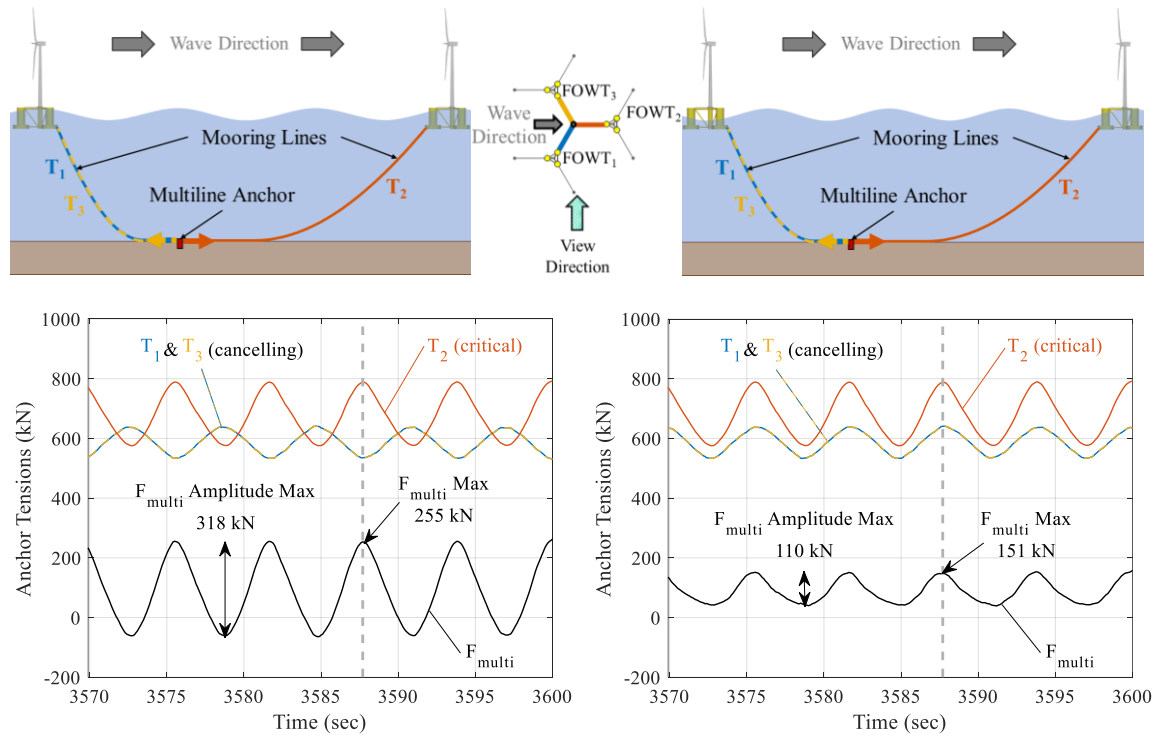 Wave Direction
Mooring Lines
T1
T3
T2
Multiline Anchor
FOWT3
Wave
Direction
FOWT2
FOWT1
View
Direction
Wave Direction
Mooring Lines
T1
T3
T2
Multiline Anchor
Anchor Tensions (kN)
1000
800
600
400
200
0
-200
T1 & T3 (cancelling)
T2 (critical)
Fmulti Amplitude Max
318 kN
Fmulti Max
255 kN
Fmulti
3570
3575
3580
3585
3590
3595
3600
Time (sec)
Anchor Tensions (kN)
1000
800
600
400
200
0
-200
T1 & T3 (cancelling)
T2 (critical)
Fmulti Amplitude Max
110 kN
Fmulti Max
151 kN
Fmulti
3570
3575
3580
3585
3590
3595
3600
Time (sec)